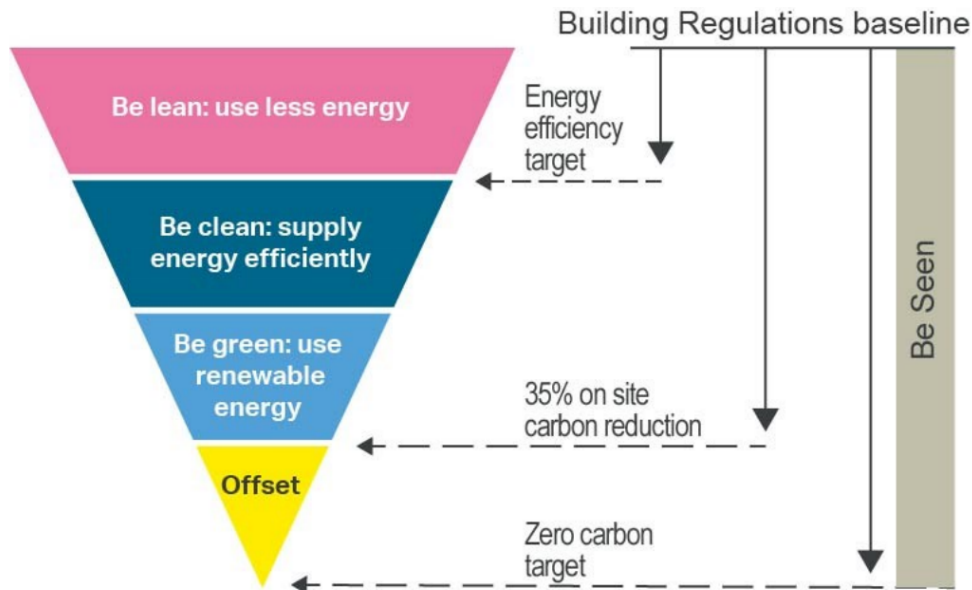 Building Regulations baseline
Be lean: use less energy
Energy
efficiency
target
Be clean: supply
energy efficiently
Be green: use
renewable
energy
35% on site
carbon reduction
Offset
Zero carbon
target
Be Seen